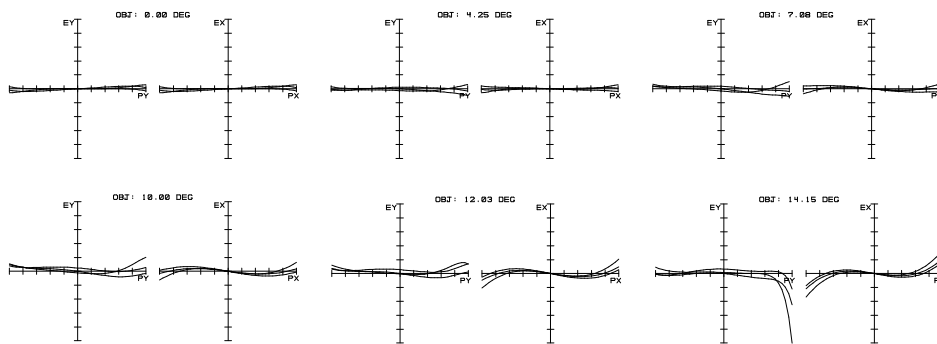 OBJ: 0.00 DEG
EY
EX
PY
PX
OBJ: 4.25 DEG
EY
EX
PY
PX
OBJ: 7.08 DEG
EY
EX
PY
P
OBJ: 10.00 DEG
EY
EX
PY
PX
OBJ: 12.03 DEG
EY
EX
PY
PX
OBJ: 14.15 DEG
EY
EX
PY
P